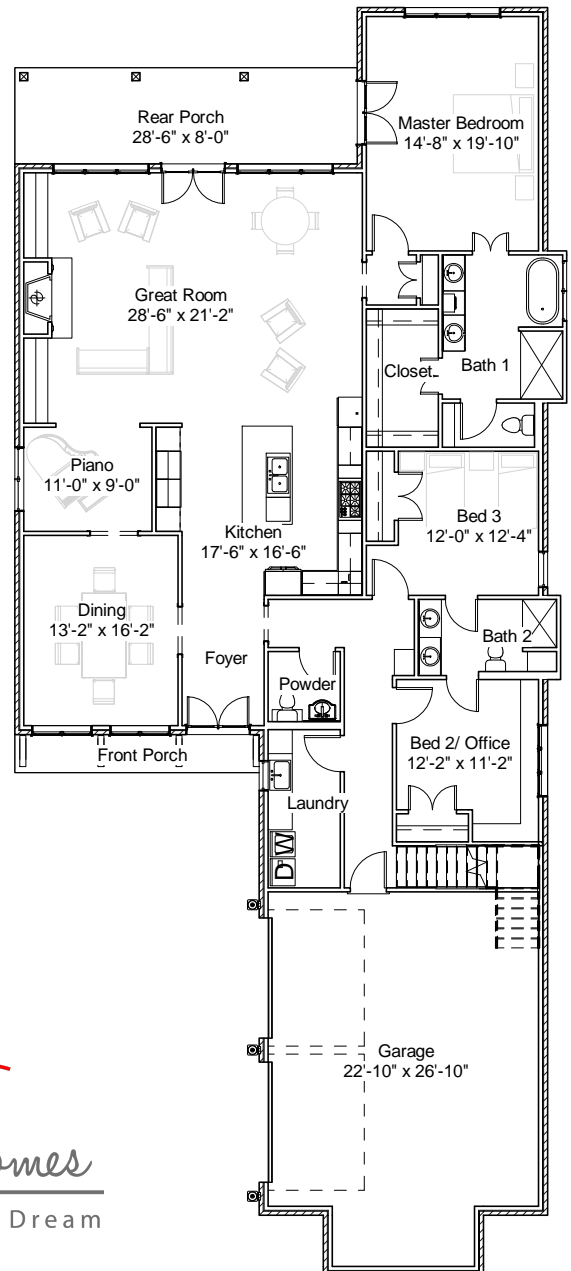 Rear Porch
28'-6" x 8'-0"
Master Bedroom
14'-8" x 19'-10"
Great Room
28'-6" x 21'-2"
Closet
Bath 1
Piano
11'-0" x 9'-0"
Kitchen
17'-6" x 16'-6"
Bed 3
12'-0" x 12'-4"
Dining
13'-2" x 16'-2"
Foyer
Bath 2
Powder
Front Porch
Bed 2/ Office
12'-2" x 11'-2"
Laundry
W
D
Garage
22'-10" x 26'-10"
omes
Dream